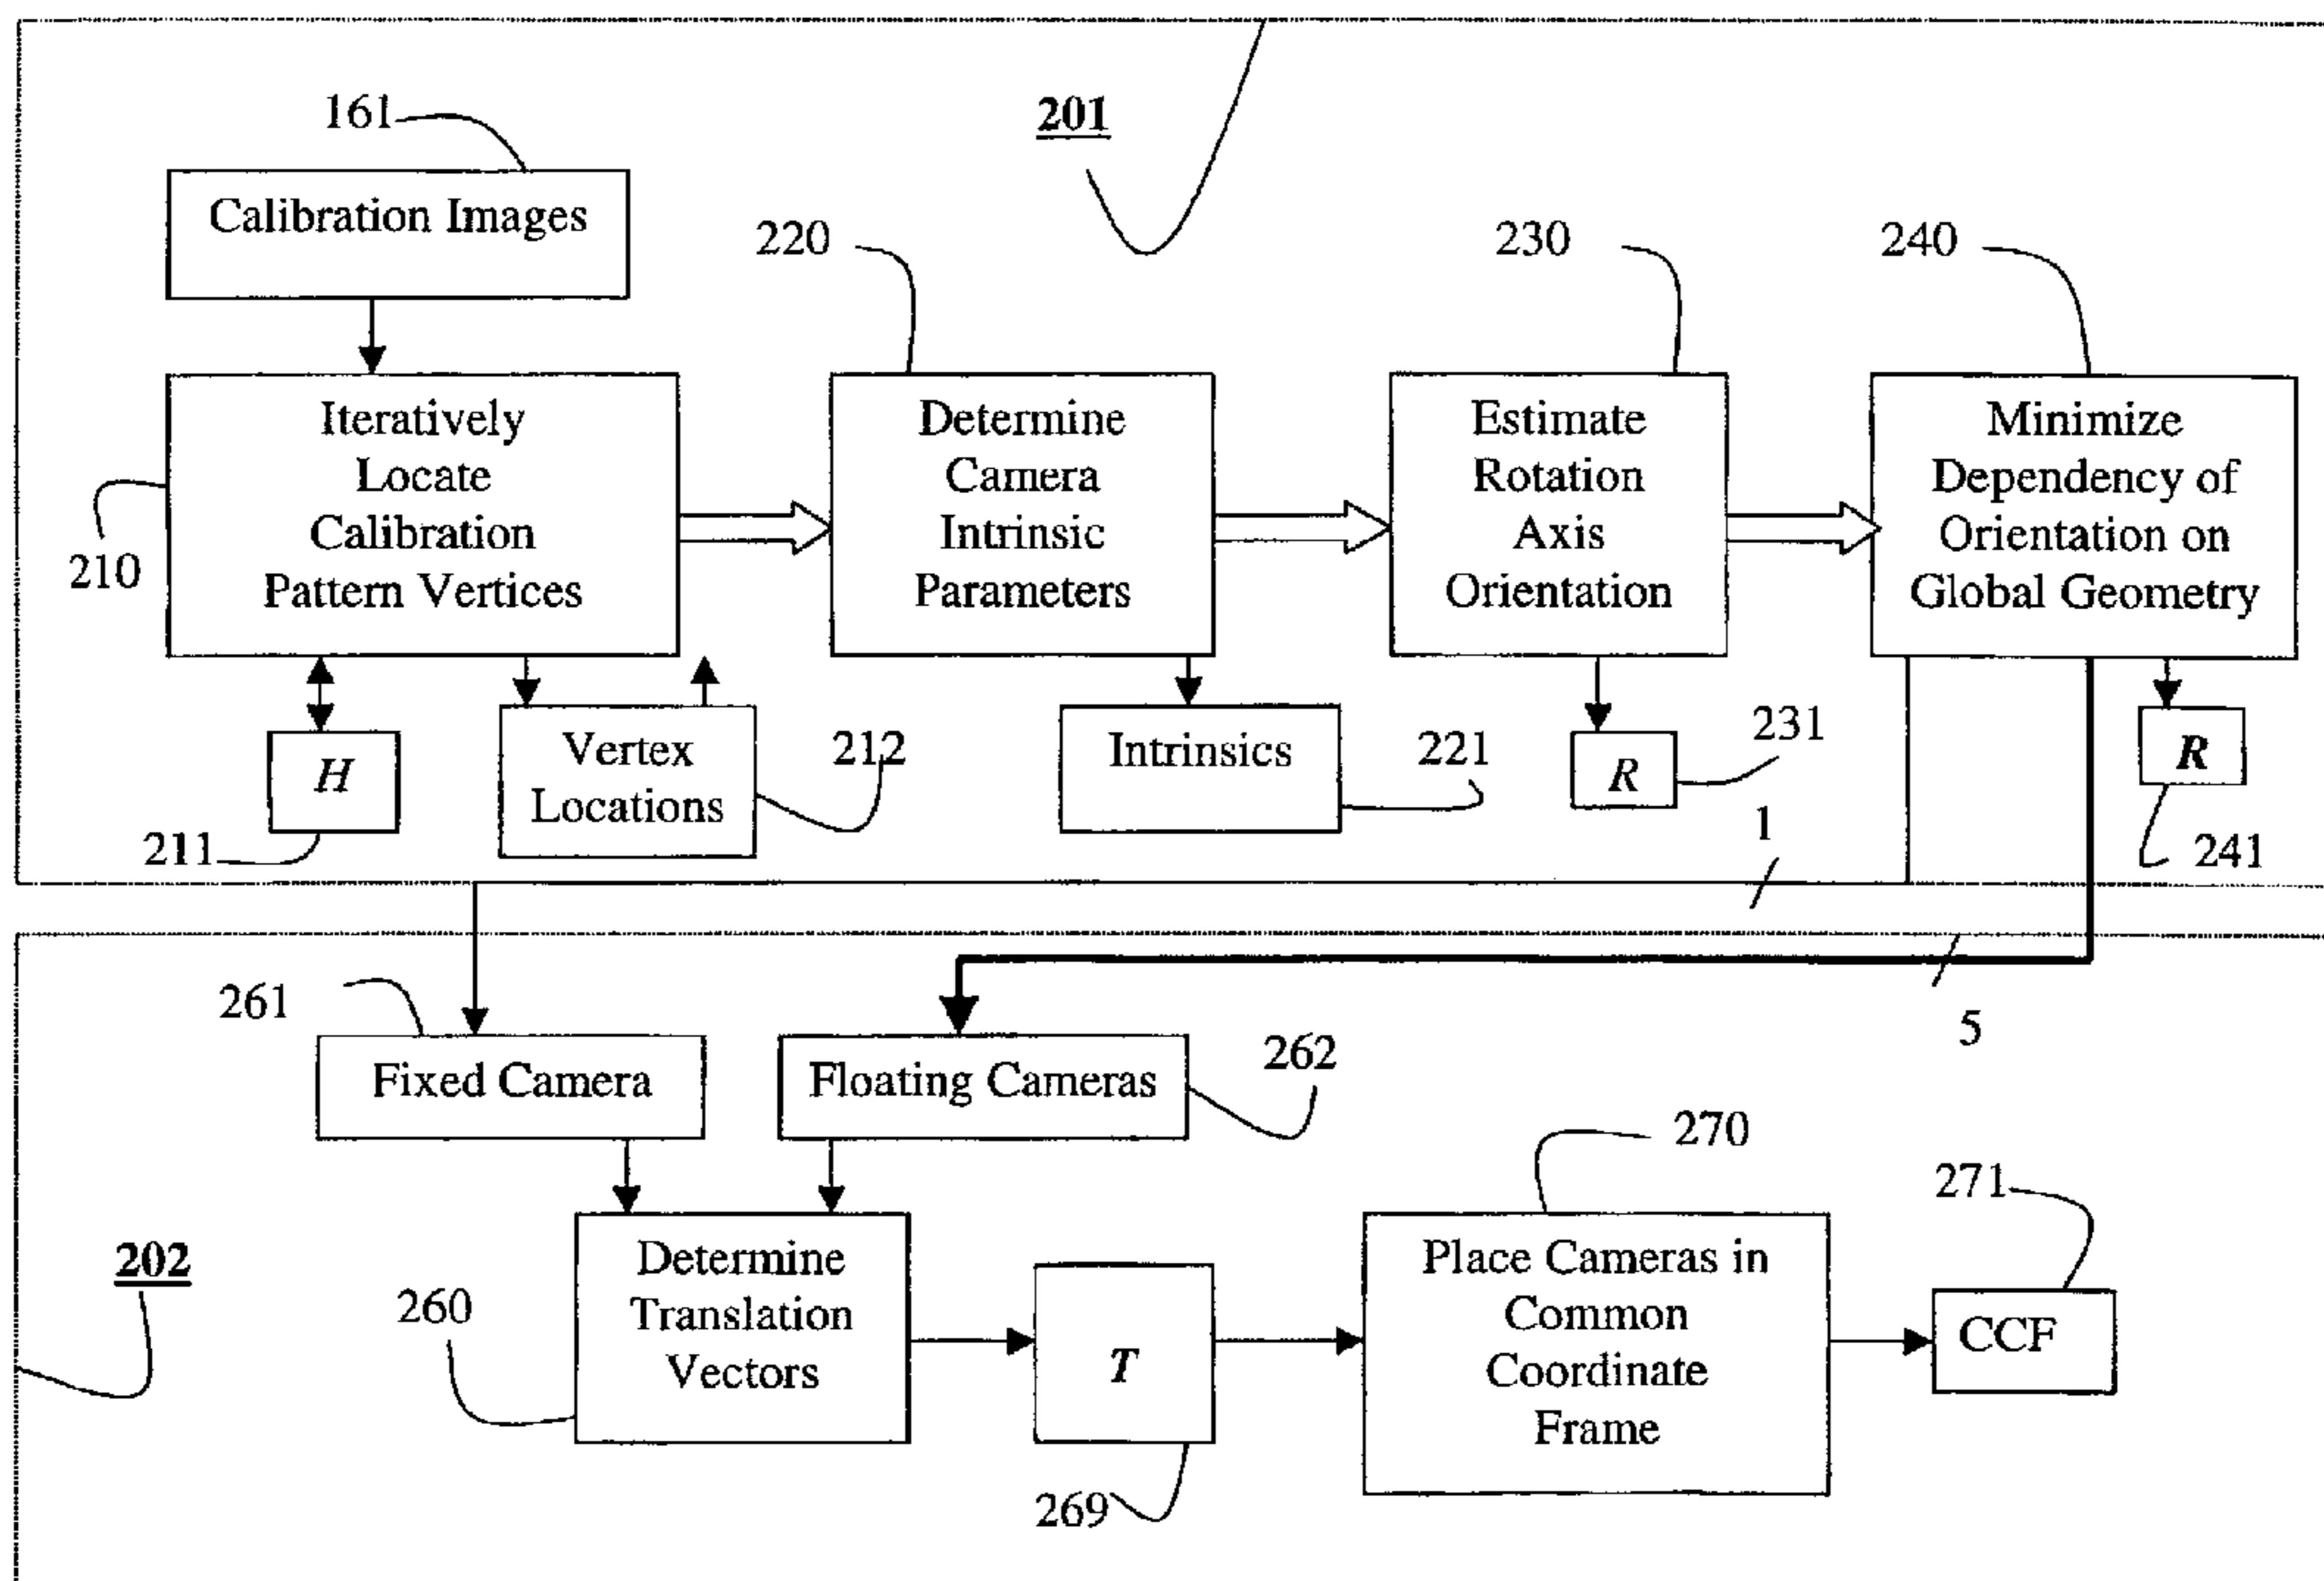 161
201
Calibration Images
220
230
240
Iteratively
Locate
Calibration
Pattern Vertices
Determine
Camera
Intrinsic
Parameters
Estimate
Rotation
Axis
Orientation
Minimize
Dependency of
Orientation on
Global Geometry
210
H
211
Vertex
Locations
212
Intrinsics
221
R
231
R
241
1
5
261
Fixed Camera
Floating Cameras
262
270
271
202
260
Determine
Translation
Vectors
T
269
Place Cameras in
Common
Coordinate
Frame
CCF